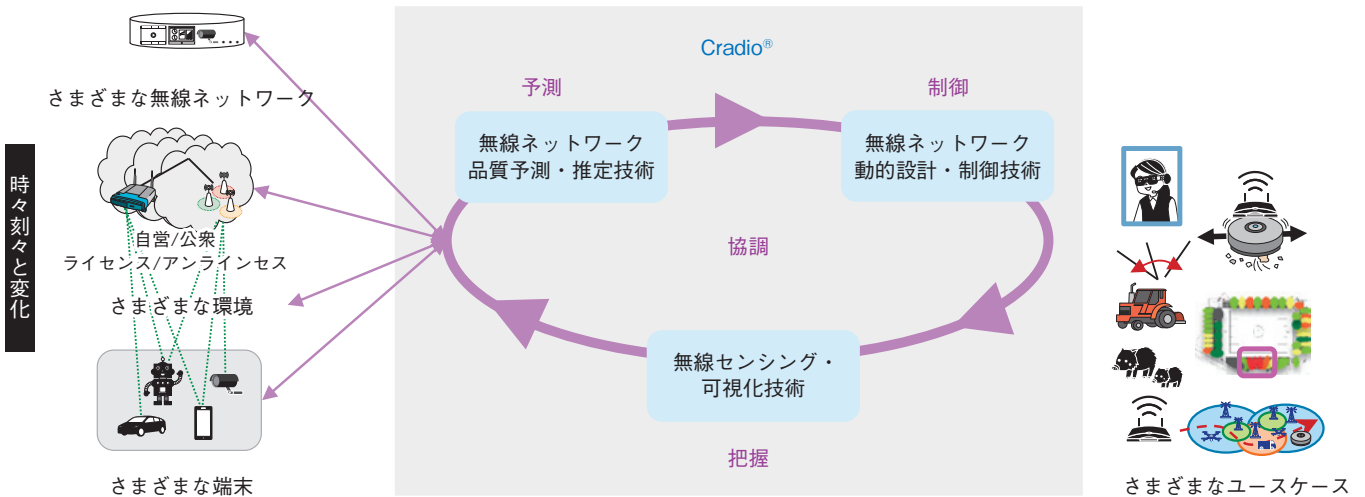 時々刻々と変化
さまざまな無線ネットワーク
自営/公衆
ライセンス/アンラインセス
さまざまな環境
さまざまな端末
Cradio®
予測
無線ネットワーク
品質予測・推定技術
制御
無線ネットワーク
動的設計・制御技術
協調
無線センシング・
可視化技術
把握
さまざまなユースケース